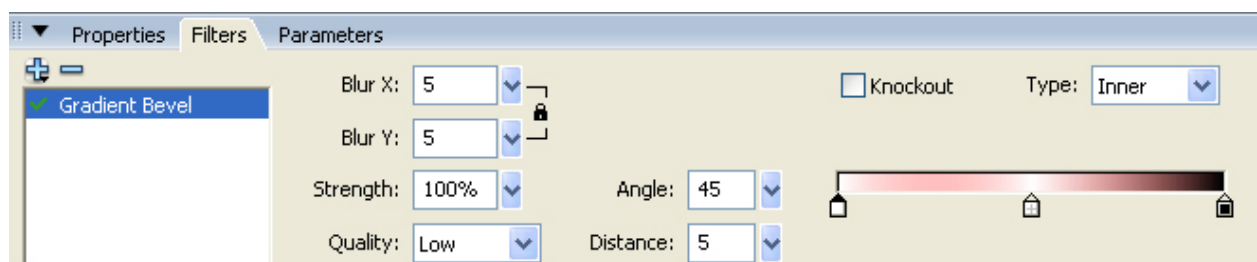 Properties Filters Parameters
Gradient Bevel
Blur X: 5
Knockout Type: Inner
Blur Y: 5
Strength: 100% Angle: 45
Quality: Low Distance: 5